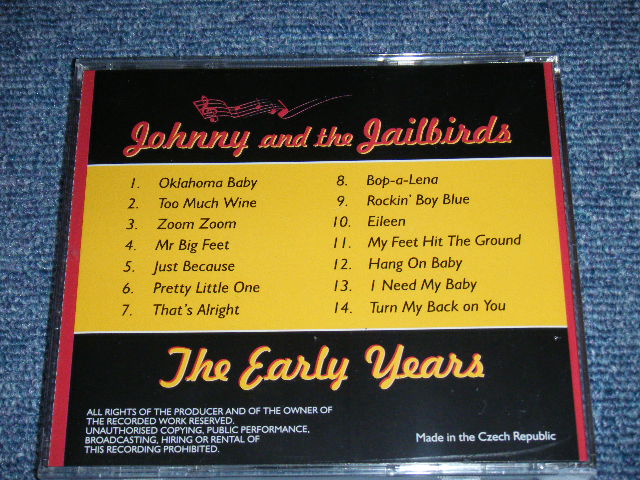 Johnny and the Jailbirds
1. Oklahoma Baby
2. Too Much Wine
3. Zoom Zoom
4. Mr Big Feet
5. Just Because
6. Pretty Little One
7. That's Alright
8. Bop-a-Lena
9. Rockin' Boy Blue
10. Eileen
11. My Feet Hit The Ground
12. Hang On Baby
13. I Need My Baby
14. Turn My Back on You
The Early Years
ALL RIGHTS OF THE PRODUCER AND OF THE OWNER OF
THE RECORDED WORK RESERVED.
UNAUTHORISED COPYING, PUBLIC PERFORMANCE,
BROADCASTING, HIRING OR RENTAL OF
THIS RECORDING PROHIBITED.
Made in the Czech Republic